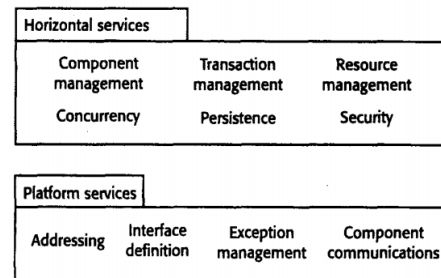 Horizontal services
Component Transaction Resource
management management management
Concurrency Persistence Security
Platform services
Addressing Interface Exception Component
definition management communications